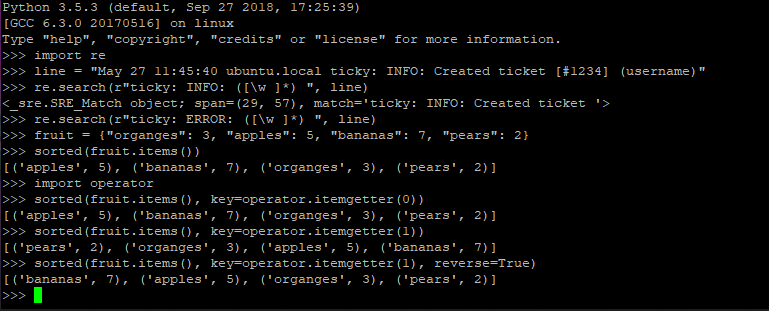 Python 3.5.3 (default, Sep 27 2018, 17:25:39)
[GCC 6.3.0 20170516] on linux
Type "help", "copyright", "credits" or "license" for more information.
>>> import re
>>> line = "May 27 11:45:40 ubuntu.local ticky: INFO: Created ticket [#1234] (username)"
>>> re.search(r"ticky: INFO: ([\w ]*) ", line)
<_sre.SRE_Match object; span=(29, 57), match='ticky: INFO: Created ticket '>
>>> re.search(r"ticky: ERROR: ([\w ]*) ", line)
>>> fruit = {"organges": 3, "apples": 5, "bananas": 7, "pears": 2}
>>> sorted(fruit.items())
[('apples', 5), ('bananas', 7), ('organges', 3), ('pears', 2)]
>>> import operator
>>> sorted(fruit.items(), key=operator.itemgetter(0))
[('apples', 5), ('bananas', 7), ('organges', 3), ('pears', 2)]
>>> sorted(fruit.items(), key=operator.itemgetter(1))
[('pears', 2), ('organges', 3), ('apples', 5), ('bananas', 7)]
>>> sorted(fruit.items(), key=operator.itemgetter(1), reverse=True)
[('bananas', 7), ('apples', 5), ('organges', 3), ('pears', 2)]
>>>